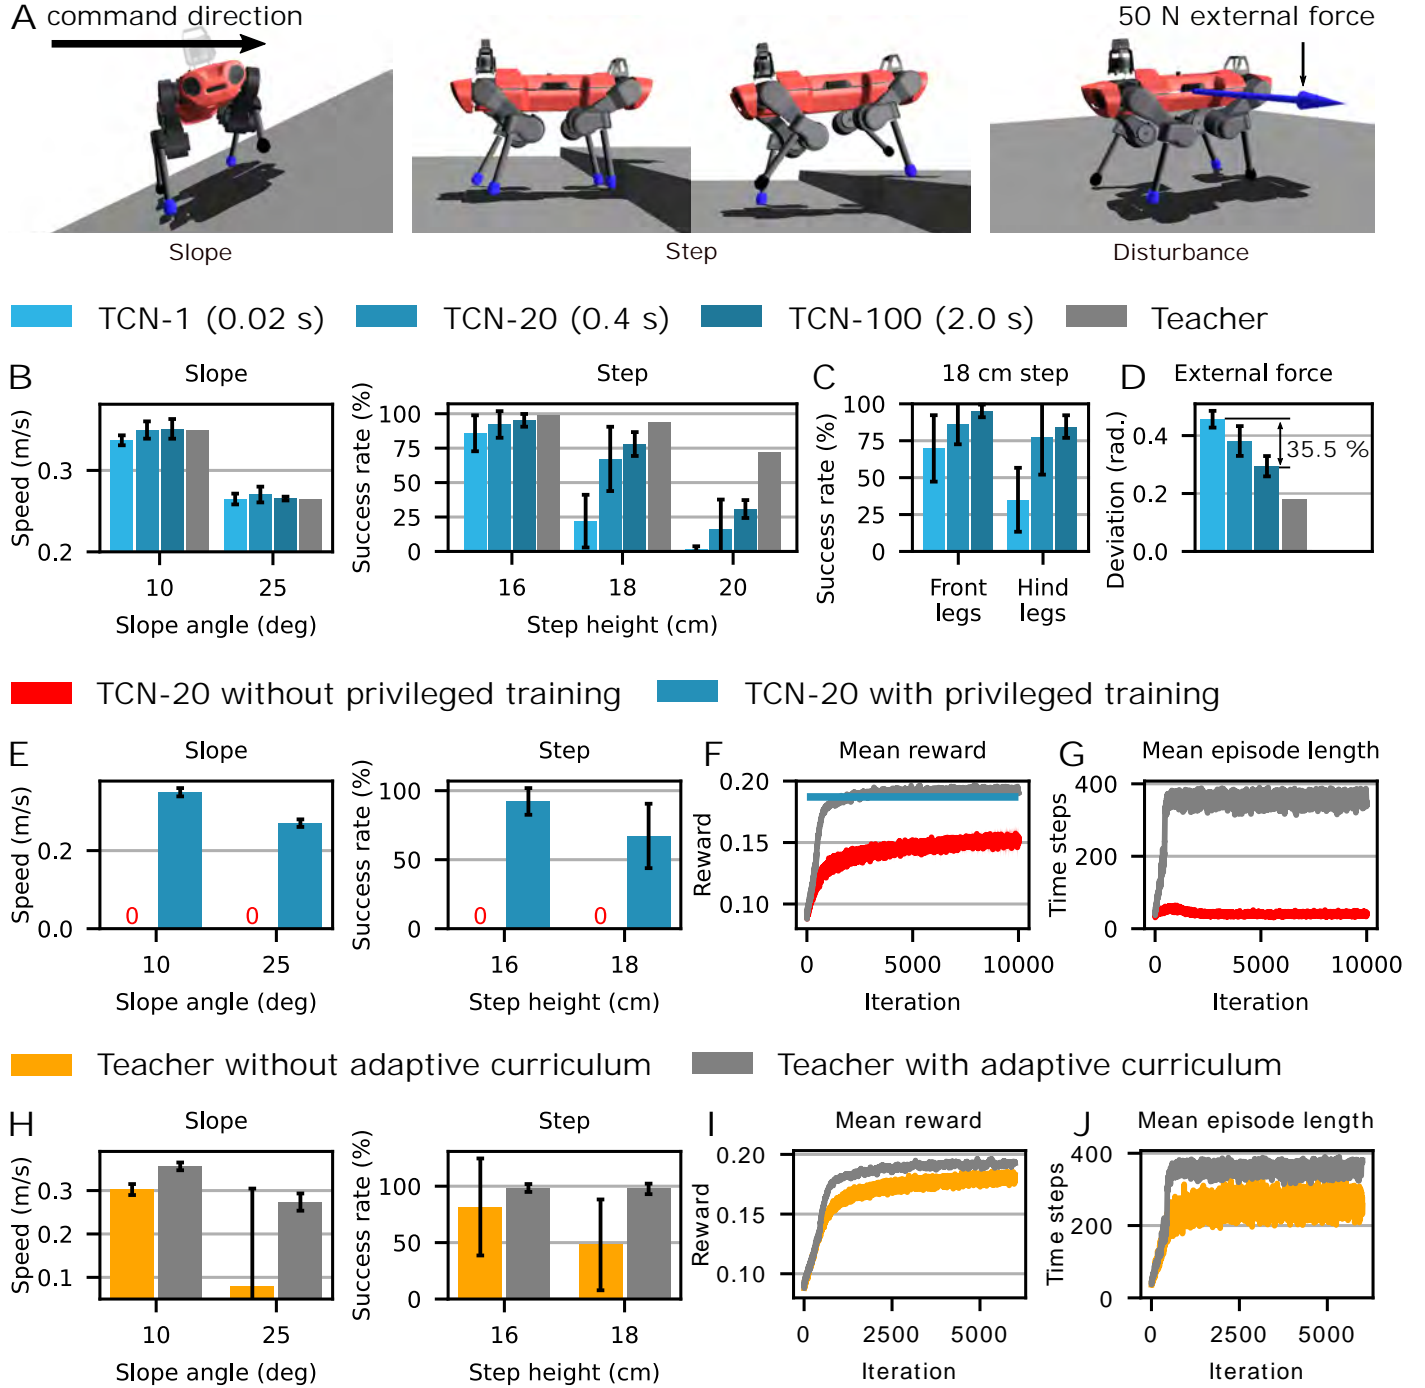 A command direction
50 N external force
Slope
Step
Disturbance
TCN-1 (0.02 s)
TCN-20 (0.4 s)
TCN-100 (2.0 s)
Teacher
B
Slope
Speed (m/s)
0.3
0.2
10
25
Slope angle (deg)
Step
Success rate (%)
100
75
50
25
0
16
18
20
Step height (cm)
C
18 cm step
Success rate (%)
100
75
50
25
0
Front legs
Hind legs
D
External force
Deviation (rad.)
0.4
0.2
0.0
35.5 %
TCN-20 without privileged training
TCN-20 with privileged training
E
Slope
Speed (m/s)
0.2
0.0
0
0
10
25
Slope angle (deg)
Step
Success rate (%)
100
50
0
0
0
16
18
Step height (cm)
F
Mean reward
Reward
0.20
0.15
0.10
0
5000
10000
Iteration
G
Mean episode length
Time steps
400
200
0
0
5000
10000
Iteration
Teacher without adaptive curriculum
Teacher with adaptive curriculum
H
Slope
Speed (m/s)
0.3
0.2
0.1
10
25
Slope angle (deg)
Step
Success rate (%)
100
50
0
16
18
Step height (cm)
I
Mean reward
Reward
0.20
0.15
0.10
0
2500
5000
Iteration
J
Mean episode length
Time steps
400
200
0
0
2500
5000
Iteration